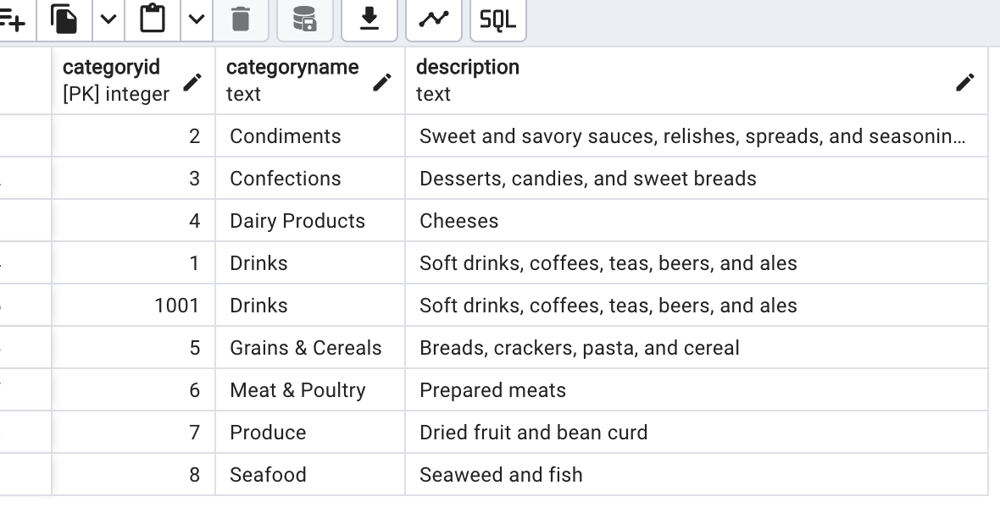 SQL
categoryid categoryname description
[PK] integer text text
2 Condiments Sweet and savory sauces, relishes, spreads, and seasonin...
3 Confections Desserts, candies, and sweet breads
4 Dairy Products Cheeses
1 Drinks Soft drinks, coffees, teas, beers, and ales
1001 Drinks Soft drinks, coffees, teas, beers, and ales
5 Grains & Cereals Breads, crackers, pasta, and cereal
6 Meat & Poultry Prepared meats
7 Produce Dried fruit and bean curd
8 Seafood Seaweed and fish